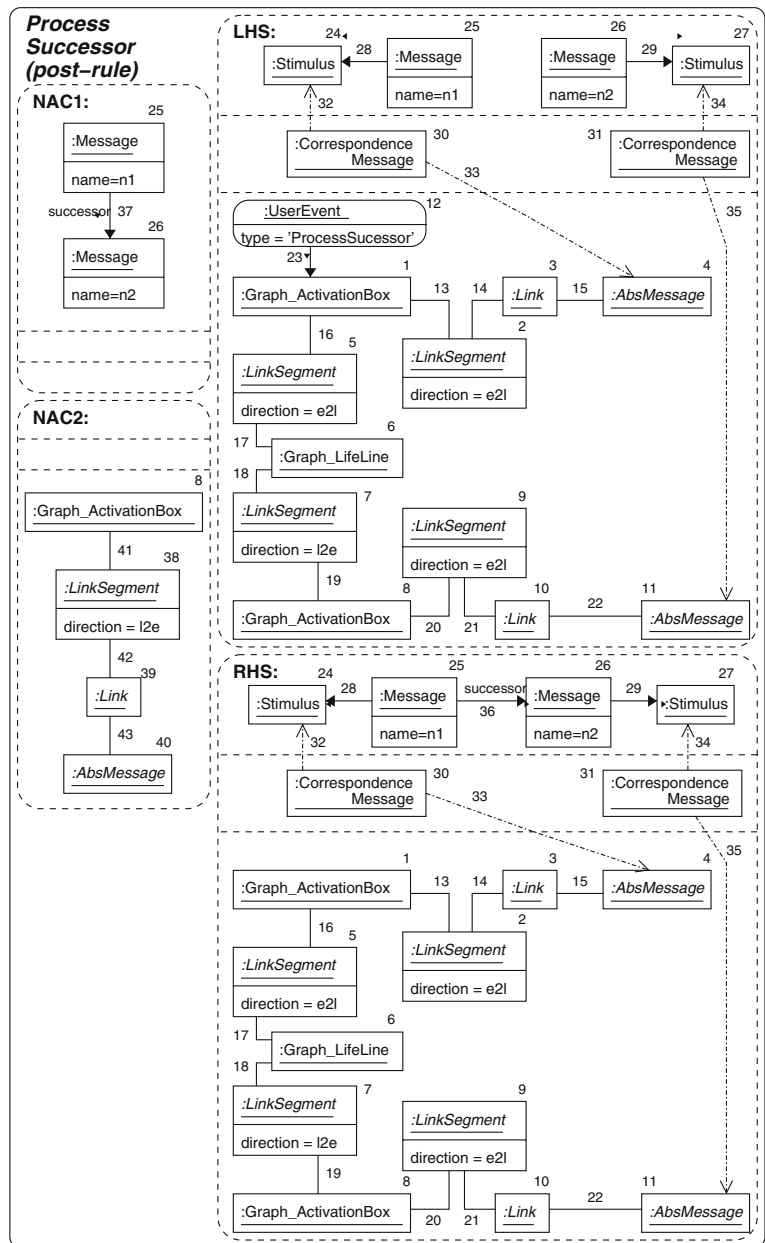 Process
Successor
(post–rule)
NAC1:
25
:Message
name=n1
successor 37
26
:Message
name=n2
NAC2:
8
:Graph_ActivationBox
41
38
:LinkSegment
direction = l2e
42
39
:Link
43
40
:AbsMessage
LHS:
24
:Stimulus
28
25
:Message
name=n1
26
:Message
name=n2
29
27
:Stimulus
32
34
30
:Correspondence
Message
31
:Correspondence
Message
33
35
12
:UserEvent
type = 'ProcessSucessor'
23
1
:Graph_ActivationBox
13
14
3
:Link
15
4
:AbsMessage
16
5
:LinkSegment
direction = e2l
2
:LinkSegment
direction = e2l
17
6
:Graph_LifeLine
18
7
:LinkSegment
direction = l2e
9
:LinkSegment
direction = e2l
19
8
:Graph_ActivationBox
20
21
10
:Link
22
11
:AbsMessage
RHS:
24
:Stimulus
28
25
:Message
name=n1
successor
36
26
:Message
name=n2
29
27
:Stimulus
32
34
30
:Correspondence
Message
31
:Correspondence
Message
33
35
1
:Graph_ActivationBox
13
14
3
:Link
15
4
:AbsMessage
16
5
:LinkSegment
direction = e2l
2
:LinkSegment
direction = e2l
17
6
:Graph_LifeLine
18
7
:LinkSegment
direction = l2e
9
:LinkSegment
direction = e2l
19
8
:Graph_ActivationBox
20
21
10
:Link
22
11
:AbsMessage